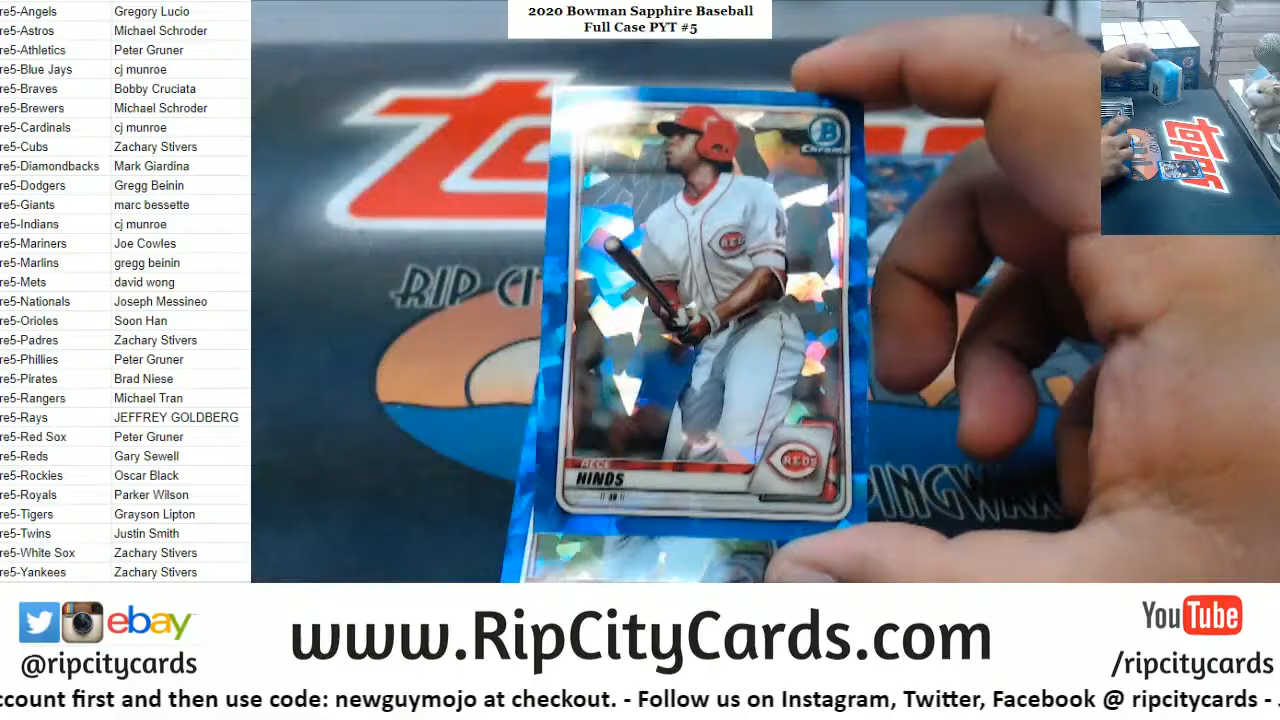 2020 Bowman Sapphire Baseball
Full Case PYT #5
re5-Angels Gregory Lucio
re5-Astros Michael Schroder
re5-Athletics Peter Gruner
re5-Blue Jays cj munroe
re5-Braves Bobby Cruciata
re5-Brewers Michael Schroder
re5-Cardinals cj munroe
re5-Cubs Zachary Stivers
re5-Diamondbacks Mark Giardina
re5-Dodgers Gregg Beinin
re5-Giants marc bessette
re5-Indians cj munroe
re5-Mariners Joe Cowles
re5-Marlins gregg beinin
re5-Mets david wong
re5-Nationals Joseph Messineo
re5-Orioles Soon Han
re5-Padres Zachary Stivers
re5-Phillies Peter Gruner
re5-Pirates Brad Niese
re5-Rangers Michael Tran
re5-Rays JEFFREY GOLDBERG
re5-Red Sox Peter Gruner
re5-Reds Gary Sewell
re5-Rockies Oscar Black
re5-Royals Parker Wilson
re5-Tigers Grayson Lipton
re5-Twins Justin Smith
re5-White Sox Zachary Stivers
re5-Yankees Zachary Stivers
B
Chrome
REDS
REDS
RECE
HINDS
RIP CI
PINGWAX
Topps
ebay
@ripcitycards
www.RipCityCards.com
YouTube
/ripcitycards
ccount first and then use code: newguymojo at checkout. - Follow us on Instagram, Twitter, Facebook @ ripcitycards -